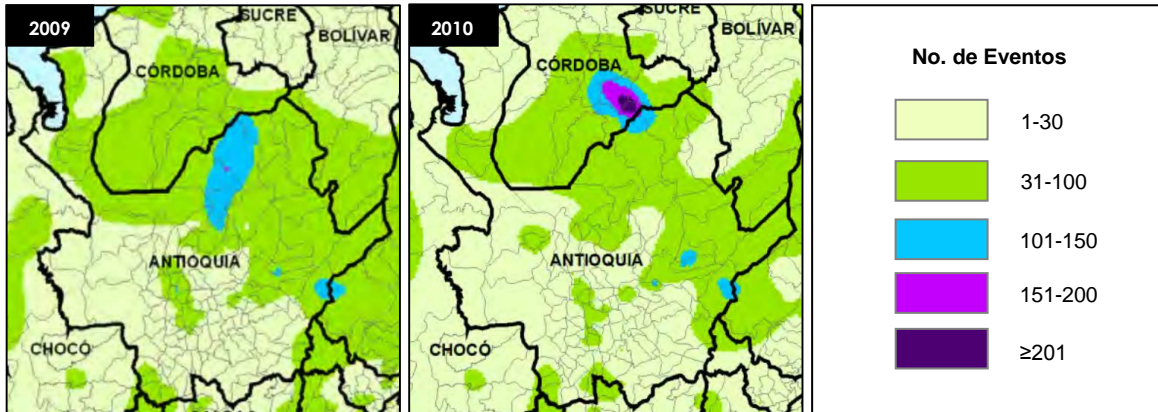 2009
SUCRE
BOLÍVAR
CÓRDOBA
ANTIOQUIA
CHOCÓ
2010
SUCRE
BOLÍVAR
CÓRDOBA
ANTIOQUIA
CHOCÓ
No. de Eventos
1-30
31-100
101-150
151-200
≥201